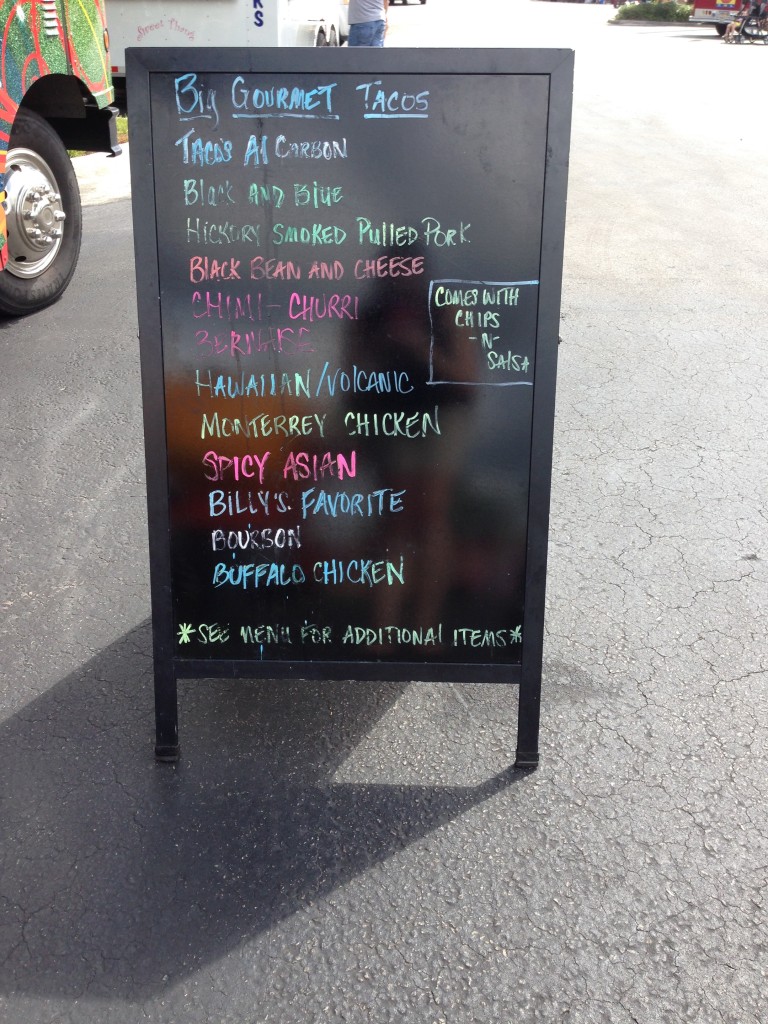 RS
Big GOURMET TACOS
TACOS Al CARBON
Black AND Blue
HICKORY SMOKED PUllED PORK
BLACK BEAN AND CHEESE
CHIMI-CHURRI
BERNAISE
HAWAIIAN/VOLCANIC
MONTERREY CHICKEN
SPICY ASIAN
BILLY'S FAVORITE
BOURBON
BUFFALO CHICKEN
COMES WITH
CHIPS
-N-
SALSA
*SEE MENU FOR ADDITIONAL ITEMS*